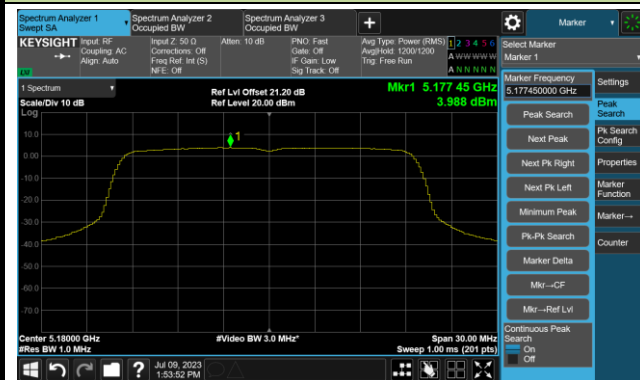 Spectrum Analyzer 1
Swept SA
Spectrum Analyzer 2
Occupied BW
Spectrum Analyzer 3
Occupied BW
+
Marker
KEYSIGHT
Input: RF
Coupling: AC
Align: Auto
Input Z: 50 Ω
Corrections: Off
Freq Ref: Int (S)
NFE: Off
Atten: 10 dB
PNO: Fast
Gate: Off
IF Gain: Low
Sig Track: Off
Avg Type: Power (RMS)
Avg|Hold: 1200/1200
Trig: Free Run
1 2 3 4 5 6
A W W W W W
A N N N N N
LW
Select Marker
Marker 1
1 Spectrum
Scale/Div 10 dB
Log
Ref Lvl Offset 21.20 dB
Ref Level 20.00 dBm
Mkr1 5.177 45 GHz
3.988 dBm
10.0
0.00
-10.0
-20.0
-30.0
-40.0
-50.0
-60.0
-70.0
1
Center 5.18000 GHz
#Res BW 1.0 MHz
#Video BW 3.0 MHz*
Span 30.00 MHz
Sweep 1.00 ms (201 pts)
Marker Frequency
5.177450000 GHz
Peak Search
Next Peak
Next Pk Right
Next Pk Left
Minimum Peak
Pk-Pk Search
Marker Delta
Mkr→CF
Mkr→Ref Lvl
Continuous Peak
Search
On
Off
Settings
Peak
Search
Pk Search
Config
Properties
Marker
Function
Marker→
Counter
?
Jul 09, 2023
1:53:52 PM